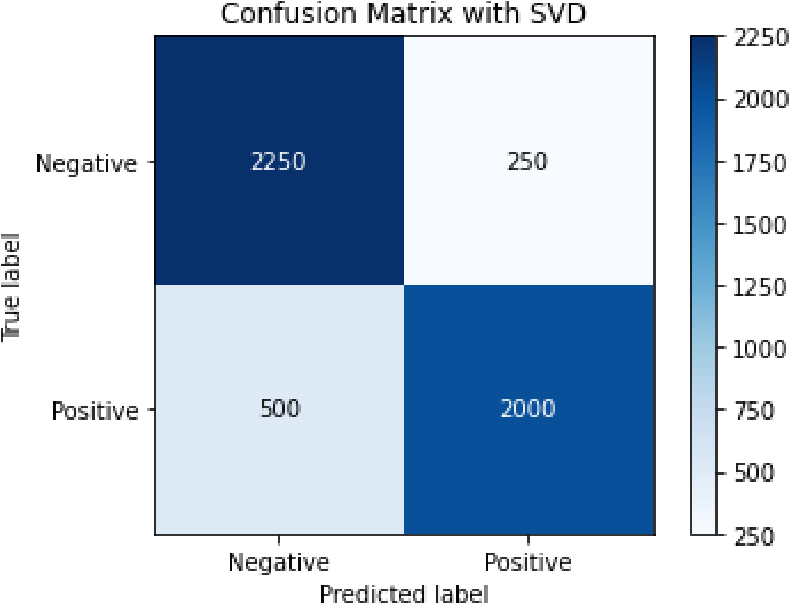 Confusion Matrix with SVD
True label
Negative
2250
250
Positive
500
2000
Negative
Positive
Predicted label
2250
2000
1750
1500
1250
1000
750
500
250